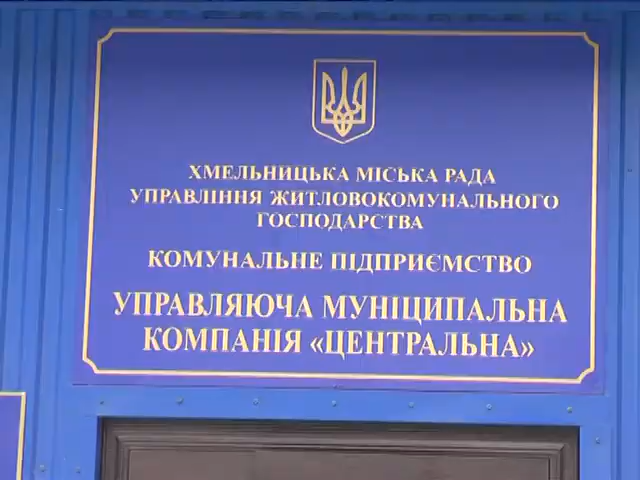 ХМЕЛЬНИЦЬКА МІСЬКА РАДА
УПРАВЛІННЯ ЖИТЛОВОКОМУНАЛЬНОГО
ГОСПОДАРСТВА
КОМУНАЛЬНЕ ПІДПРИЄМСТВО
УПРАВЛЯЮЧА МУНІЦИПАЛЬНА
КОМПАНІЯ «ЦЕНТРАЛЬНА»